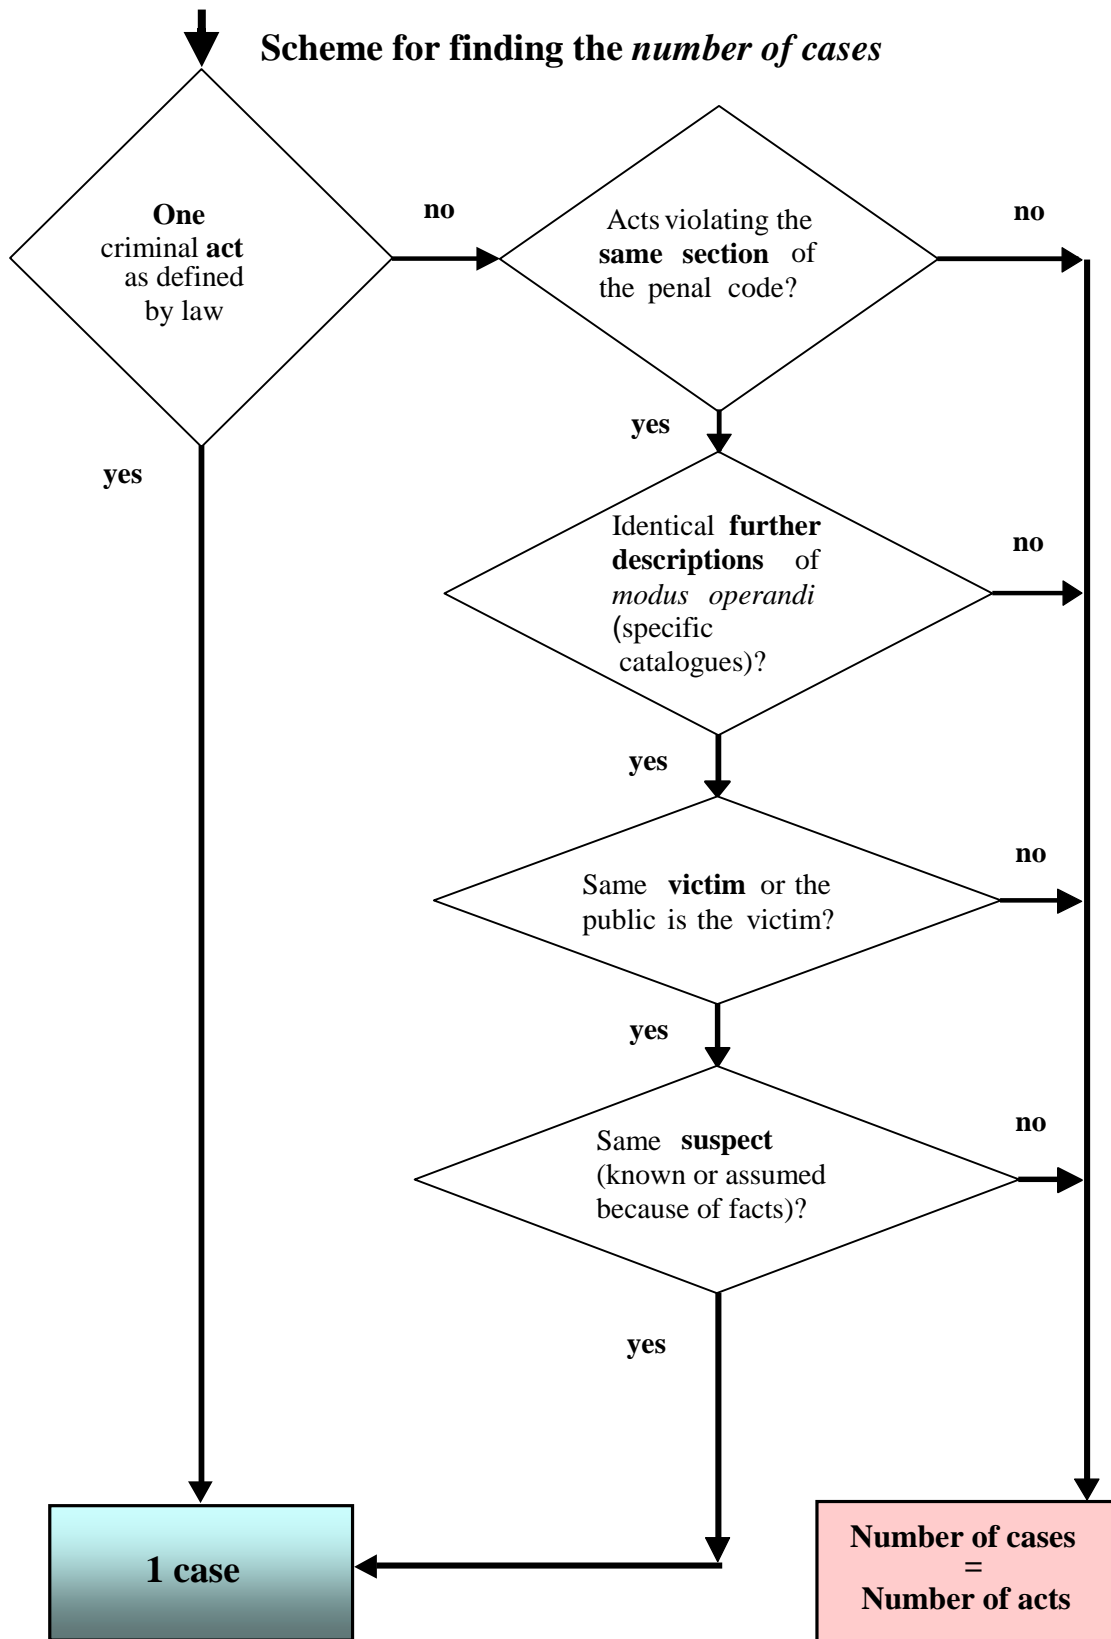 Scheme for finding the number of cases
One
criminal act
as defined
by law
no
Acts violating the
same section of
the penal code?
no
yes
yes
Identical further
descriptions of
modus operandi
(specific
catalogues)?
no
yes
Same victim or the
public is the victim?
no
yes
Same suspect
(known or assumed
because of facts)?
no
yes
1 case
Number of cases
=
Number of acts